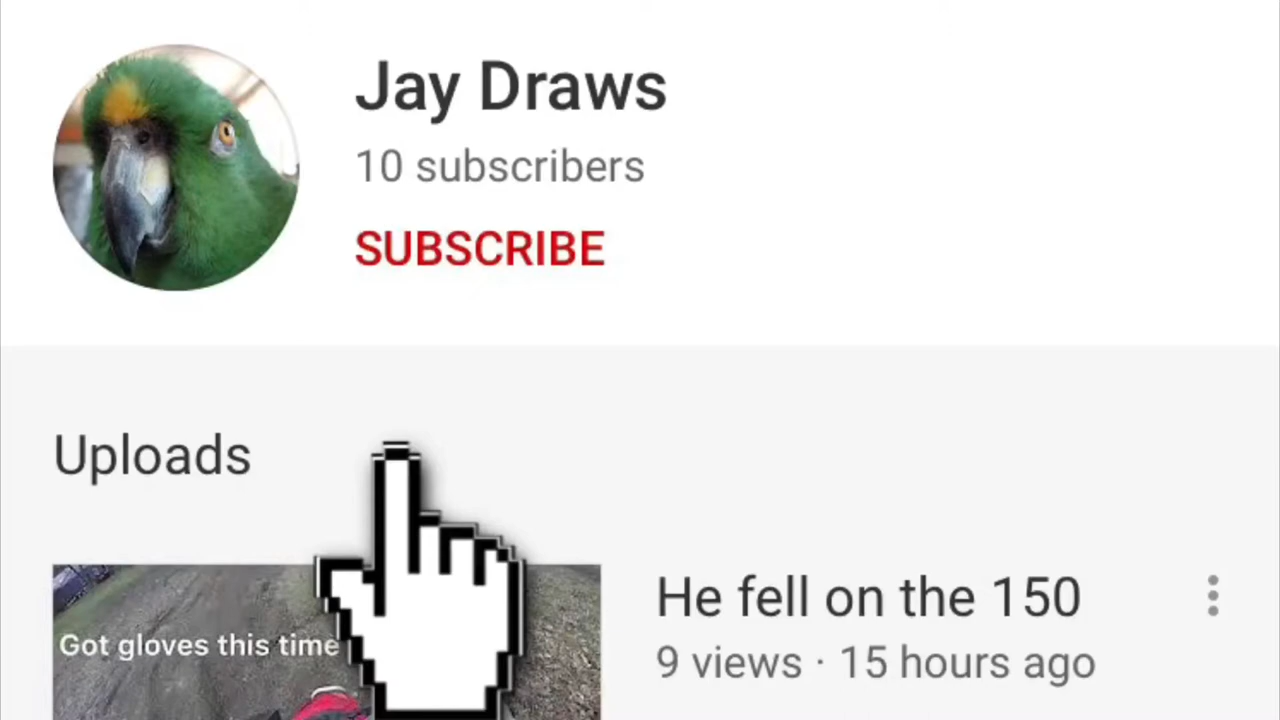 Jay Draws
10 subscribers
SUBSCRIBE
Uploads
Got gloves this time
He fell on the 150
9 views · 15 hours ago